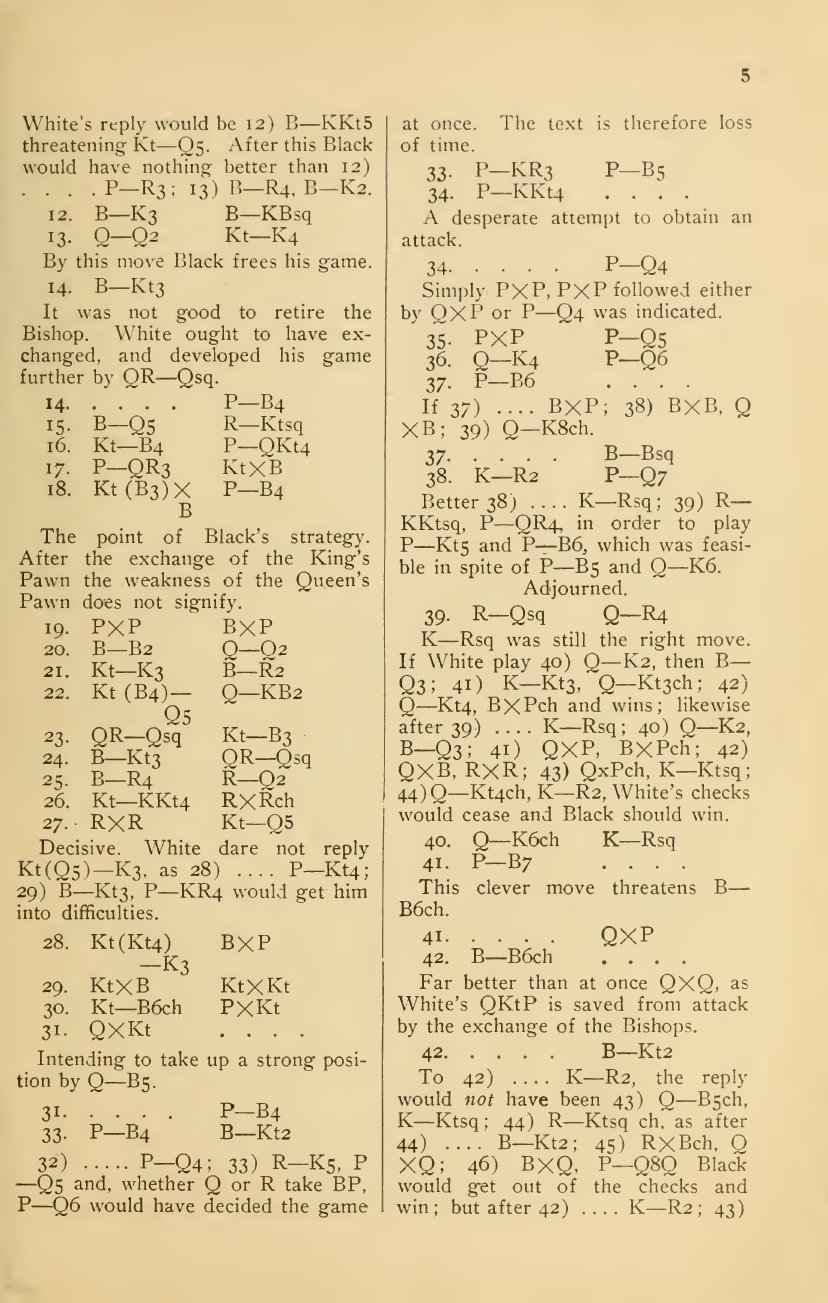 5
White's reply would be 12) B—KKt5
threatening Kt—Q5. After this Black
would have nothing better than 12)
. . . . P—R3; 13) B—R4, B—K2.
12. B—K3 B—KBsq
13. Q—Q2 Kt—K4
By this move Black frees his game.
14. B—Kt3
It was not good to retire the
Bishop. White ought to have ex-
changed, and developed his game
further by QR—Qsq.
14. . . . . P—B4
15. B—Q5 R—Ktsq
16. Kt—B4 P—QKt4
17. P—QR3 Kt×B
18. Kt (B3)× P—B4
B
The point of Black's strategy.
After the exchange of the King's
Pawn the weakness of the Queen's
Pawn does not signify.
19. P×P B×P
20. B—B2 Q—Q2
21. Kt—K3 B—R2
22. Kt (B4)— Q—KB2
Q5
23. QR—Qsq Kt—B3
24. B—Kt3 QR—Qsq
25. B—R4 R—Q2
26. Kt—KKt4 R×Rch
27. R×R Kt—Q5
Decisive. White dare not reply
Kt(Q5)—K3, as 28) .... P—Kt4;
29) B—Kt3, P—KR4 would get him
into difficulties.
28. Kt(Kt4) B×P
—K3
29. Kt×B Kt×Kt
30. Kt—B6ch P×Kt
31. Q×Kt . . . .
Intending to take up a strong posi-
tion by Q—B5.
31. . . . . P—B4
33. P—B4 B—Kt2
32) ..... P—Q4; 33) R—K5, P
—Q5 and, whether Q or R take BP,
P—Q6 would have decided the game
at once. The text is therefore loss
of time.
33. P—KR3 P—B5
34. P—KKt4 . . . .
A desperate attempt to obtain an
attack.
34. . . . . P—Q4
Simply P×P, P×P followed either
by Q×P or P—Q4 was indicated.
35. P×P P—Q5
36. Q—K4 P—Q6
37. P—B6 . . . .
If 37) .... B×P; 38) B×B, Q
×B; 39) Q—K8ch.
37. . . . . B—Bsq
38. K—R2 P—Q7
Better 38) .... K—Rsq; 39) R—
KKtsq, P—QR4, in order to play
P—Kt5 and P—B6, which was feasi-
ble in spite of P—B5 and Q—K6.
Adjourned.
39. R—Qsq Q—R4
K—Rsq was still the right move.
If White play 40) Q—K2, then B—
Q3; 41) K—Kt3, Q—Kt3ch; 42)
Q—Kt4, B×Pch and wins; likewise
after 39) .... K—Rsq; 40) Q—K2,
B—Q3; 41) Q×P, B×Pch; 42)
Q×B, R×R; 43) QxPch, K—Ktsq;
44) Q—Kt4ch, K—R2, White's checks
would cease and Black should win.
40. Q—K6ch K—Rsq
41. P—B7 . . . .
This clever move threatens B—
B6ch.
41. . . . . Q×P
42. B—B6ch . . . .
Far better than at once Q×Q, as
White's QKtP is saved from attack
by the exchange of the Bishops.
42. . . . . B—Kt2
To 42) .... K—R2, the reply
would not have been 43) Q—B5ch,
K—Ktsq; 44) R—Ktsq ch, as after
44) .... B—Kt2; 45) R×Bch, Q
×Q; 46) B×Q, P—Q8Q Black
would get out of the checks and
win; but after 42) .... K—R2; 43)